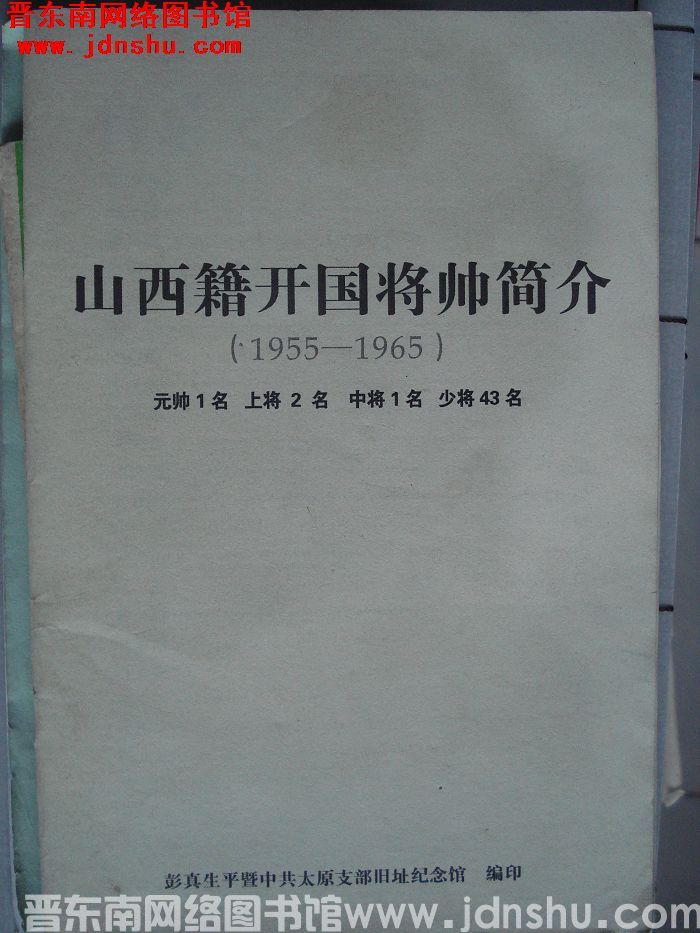 晋东南网络图书馆
www.jdnshu.com
山西籍开国将帅简介
(1955—1965)
元帅1名 上将 2 名 中将1名 少将43名
彭真生平暨中共太原支部旧址纪念馆 编印
晋东南网络图书馆www.jdnshu.com